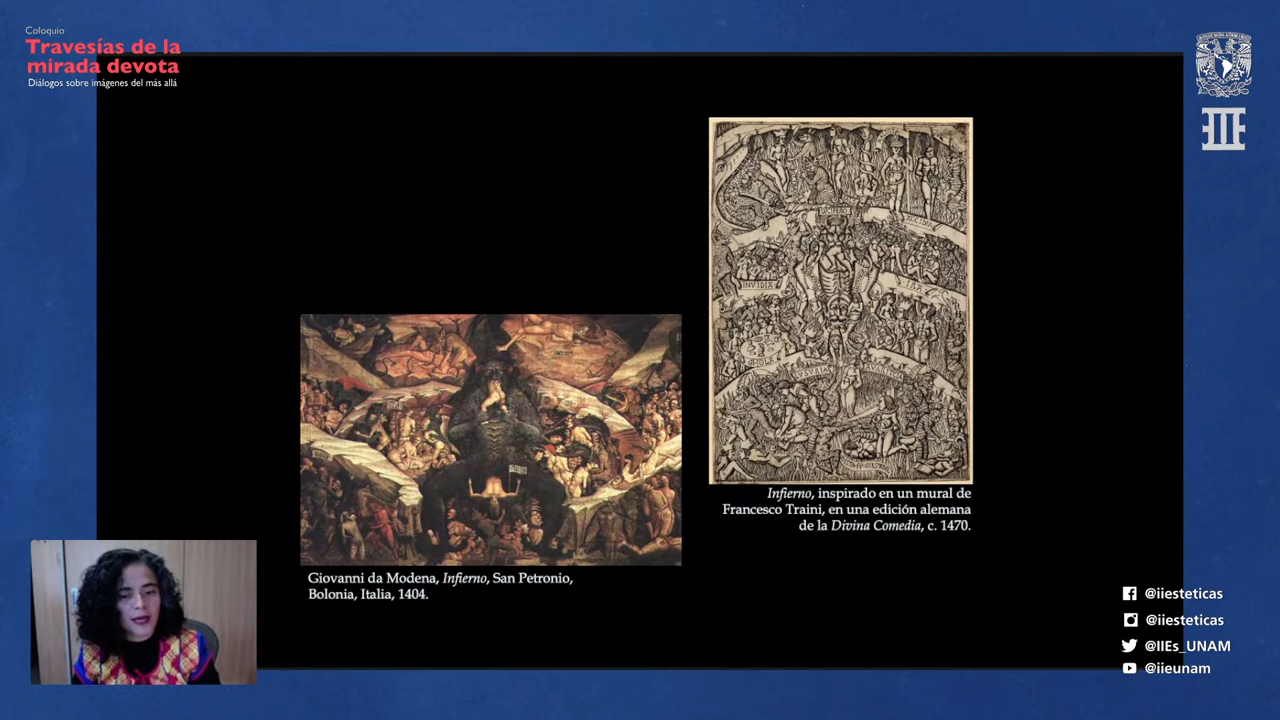 Coloquio
Travesías de la
mirada devota
Diálogos sobre imágenes del más allá
INVIDIA
IRA
Infierno, inspirado en un mural de
Francesco Traini, en una edición alemana
de la Divina Comedia, c. 1470.
Giovanni da Modena, Infierno, San Petronio,
Bolonia, Italia, 1404.
@iiesteticas
@iiesteticas
@IIEs_UNAM
@iieunam